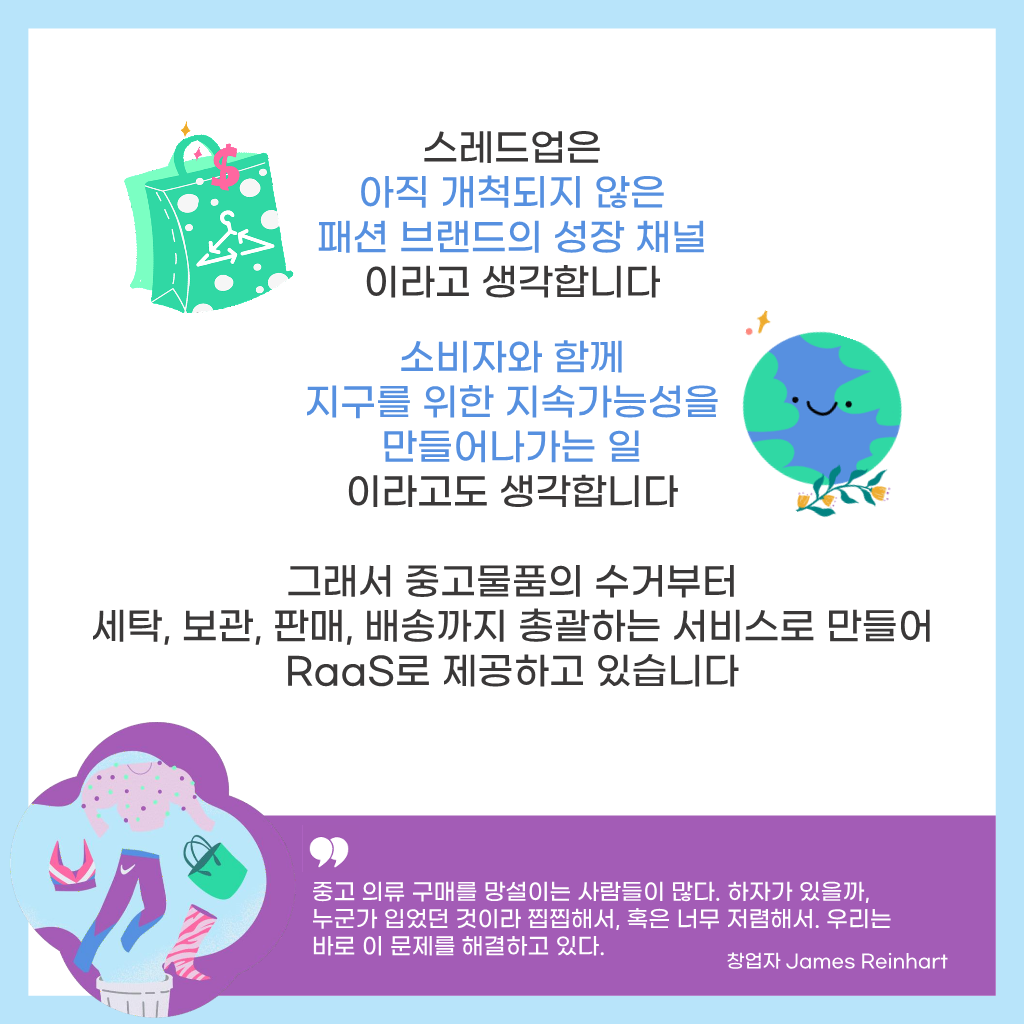 스레드업은
아직 개척되지 않은
패션 브랜드의 성장 채널
이라고 생각합니다
소비자와 함께
지구를 위한 지속가능성을
만들어나가는 일
이라고도 생각합니다
그래서 중고물품의 수거부터
세탁, 보관, 판매, 배송까지 총괄하는 서비스로 만들어
RaaS로 제공하고 있습니다
중고 의류 구매를 망설이는 사람들이 많다. 하자가 있을까,
누군가 입었던 것이라 찝찝해서, 혹은 너무 저렴해서. 우리는
바로 이 문제를 해결하고 있다.
창업자 James Reinhart